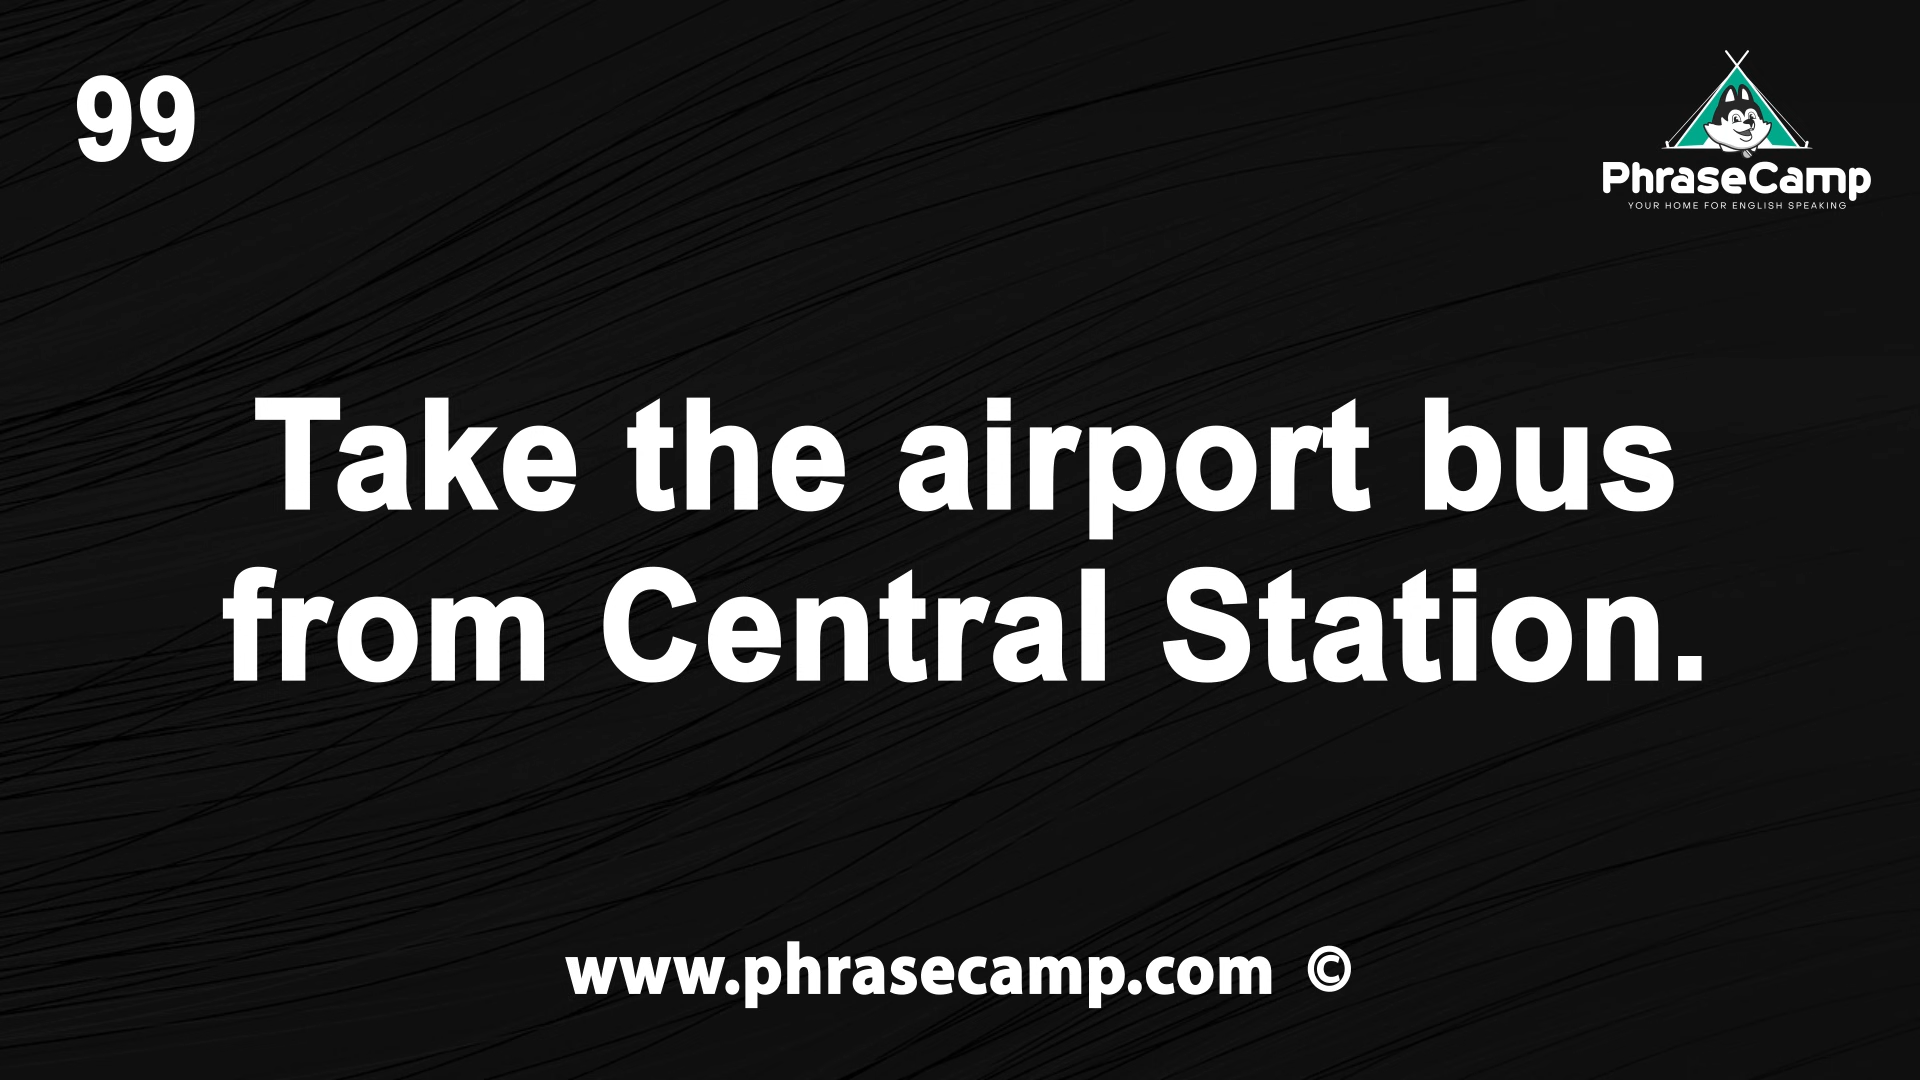 99
PhraseCamp
YOUR HOME FOR ENGLISH SPEAKING
Take the airport bus
from Central Station.
www.phrasecamp.com ©